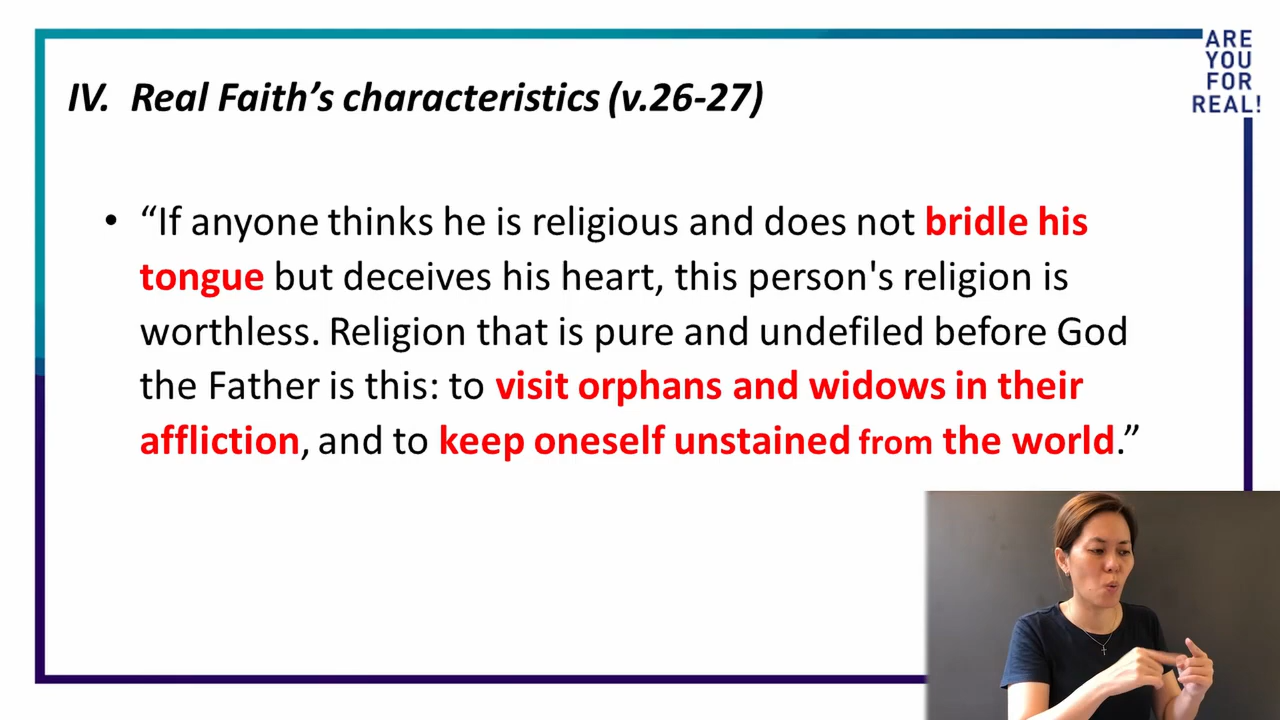 ARE
YOU
FOR
REAL!
IV. Real Faith’s characteristics (v.26-27)
• “If anyone thinks he is religious and does not bridle his
tongue but deceives his heart, this person's religion is
worthless. Religion that is pure and undefiled before God
the Father is this: to visit orphans and widows in their
affliction, and to keep oneself unstained from the world.”